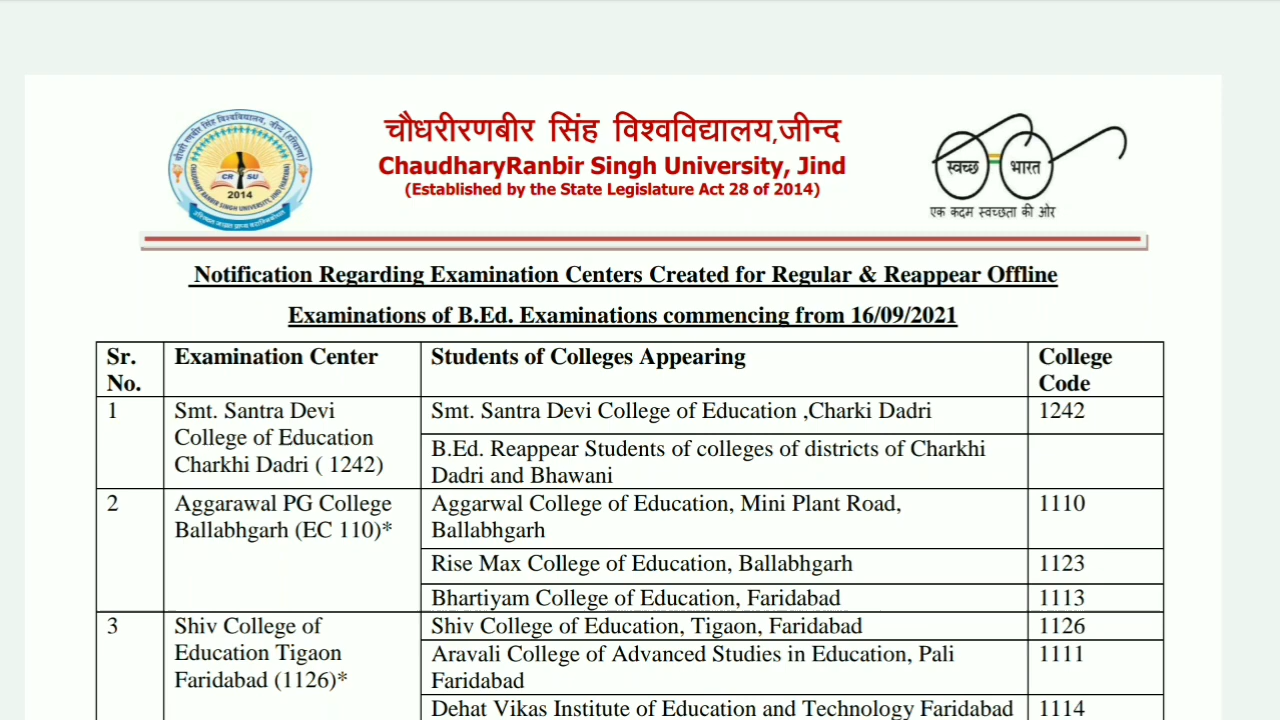 चौधरीरणबीर सिंह विश्वविद्यालय,जीन्द
ChaudharyRanbir Singh University, Jind
(Established by the State Legislature Act 28 of 2014)
CR SU
2014
स्वच्छ भारत
एक कदम स्वच्छता की ओर
Notification Regarding Examination Centers Created for Regular & Reappear Offline
Examinations of B.Ed. Examinations commencing from 16/09/2021
Sr. Examination Center Students of Colleges Appearing College
No. Code
1 Smt. Santra Devi Smt. Santra Devi College of Education ,Charki Dadri 1242
College of Education
B.Ed. Reappear Students of colleges of districts of Charkhi
Charkhi Dadri ( 1242)
Dadri and Bhawani
2 Aggarawal PG College Aggarwal College of Education, Mini Plant Road, 1110
Ballabhgarh (EC 110)* Ballabhgarh
Rise Max College of Education, Ballabhgarh 1123
Bhartiyam College of Education, Faridabad 1113
3 Shiv College of Shiv College of Education, Tigaon, Faridabad 1126
Education Tigaon Aravali College of Advanced Studies in Education, Pali 1111
Faridabad (1126)* Faridabad
Dehat Vikas Institute of Education and Technology Faridabad 1114